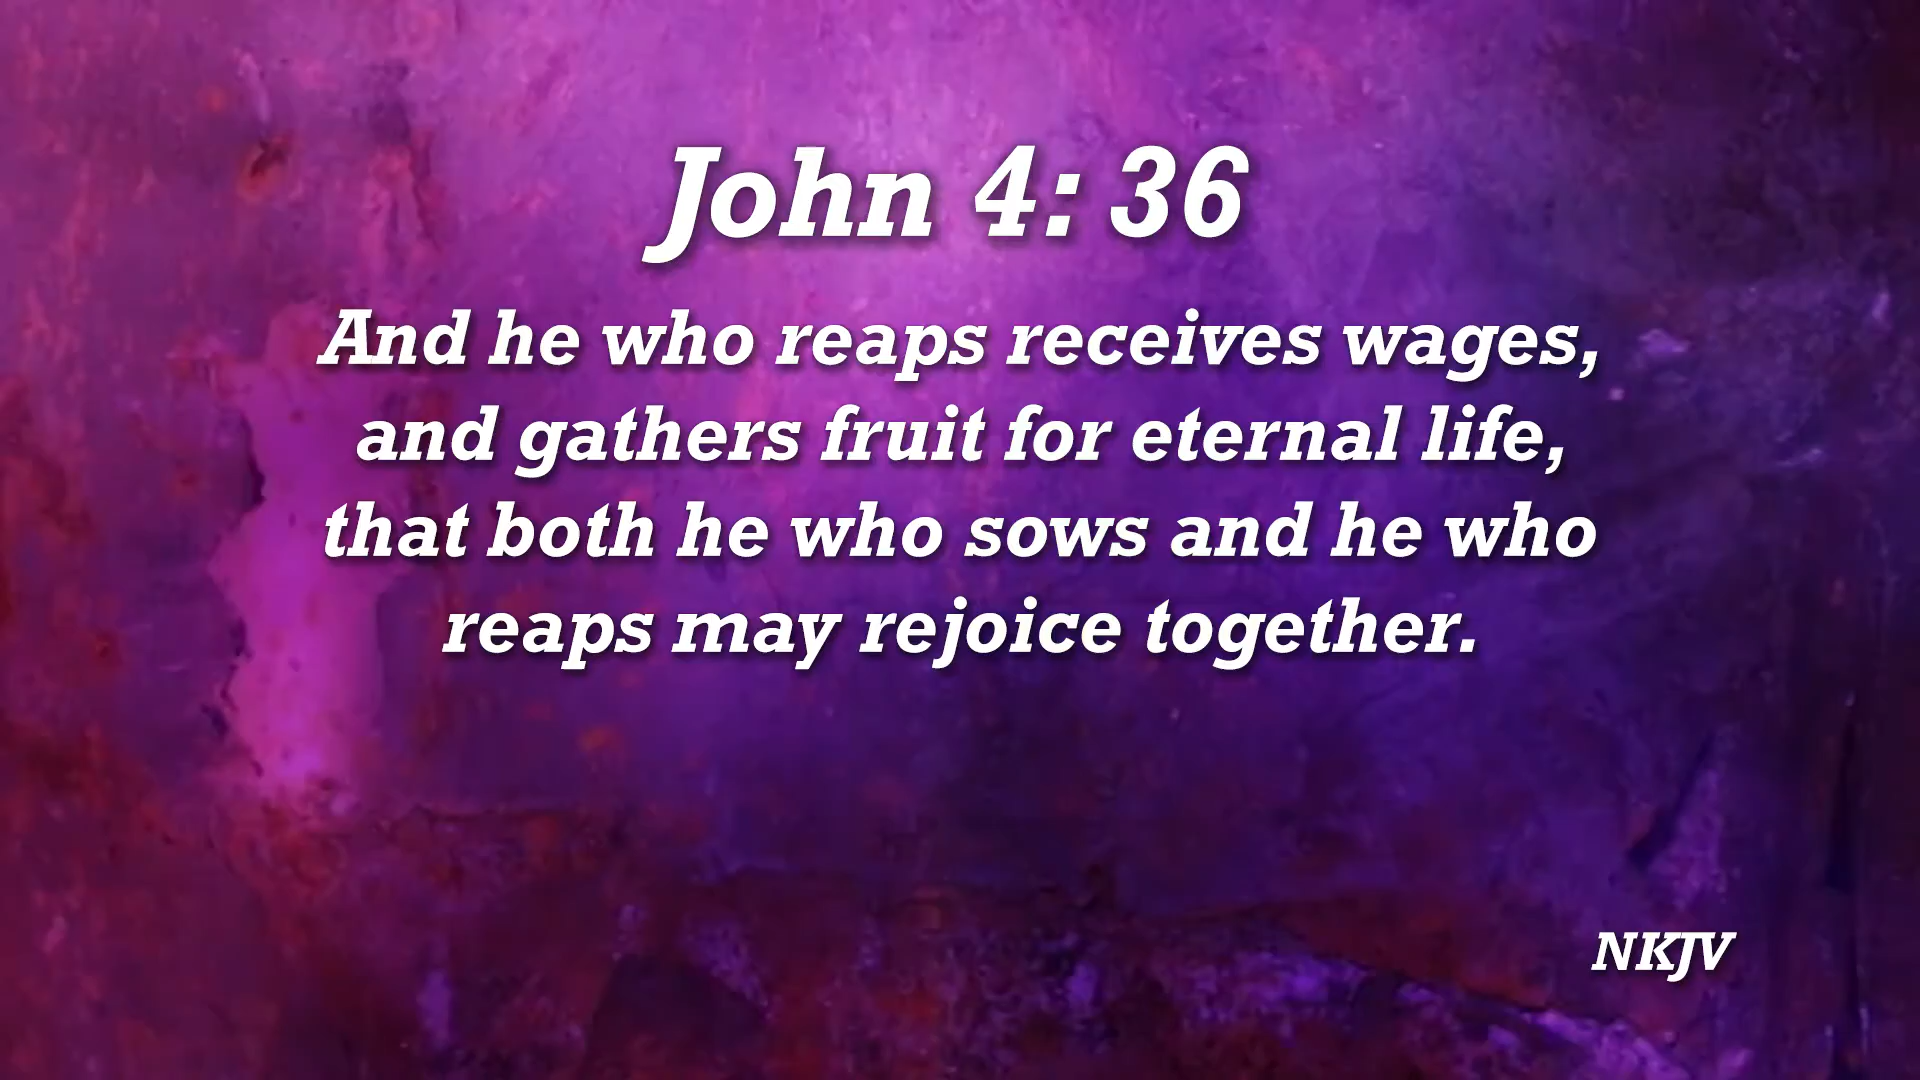 John 4: 36
And he who reaps receives wages,
and gathers fruit for eternal life,
that both he who sows and he who
reaps may rejoice together.
NKJV